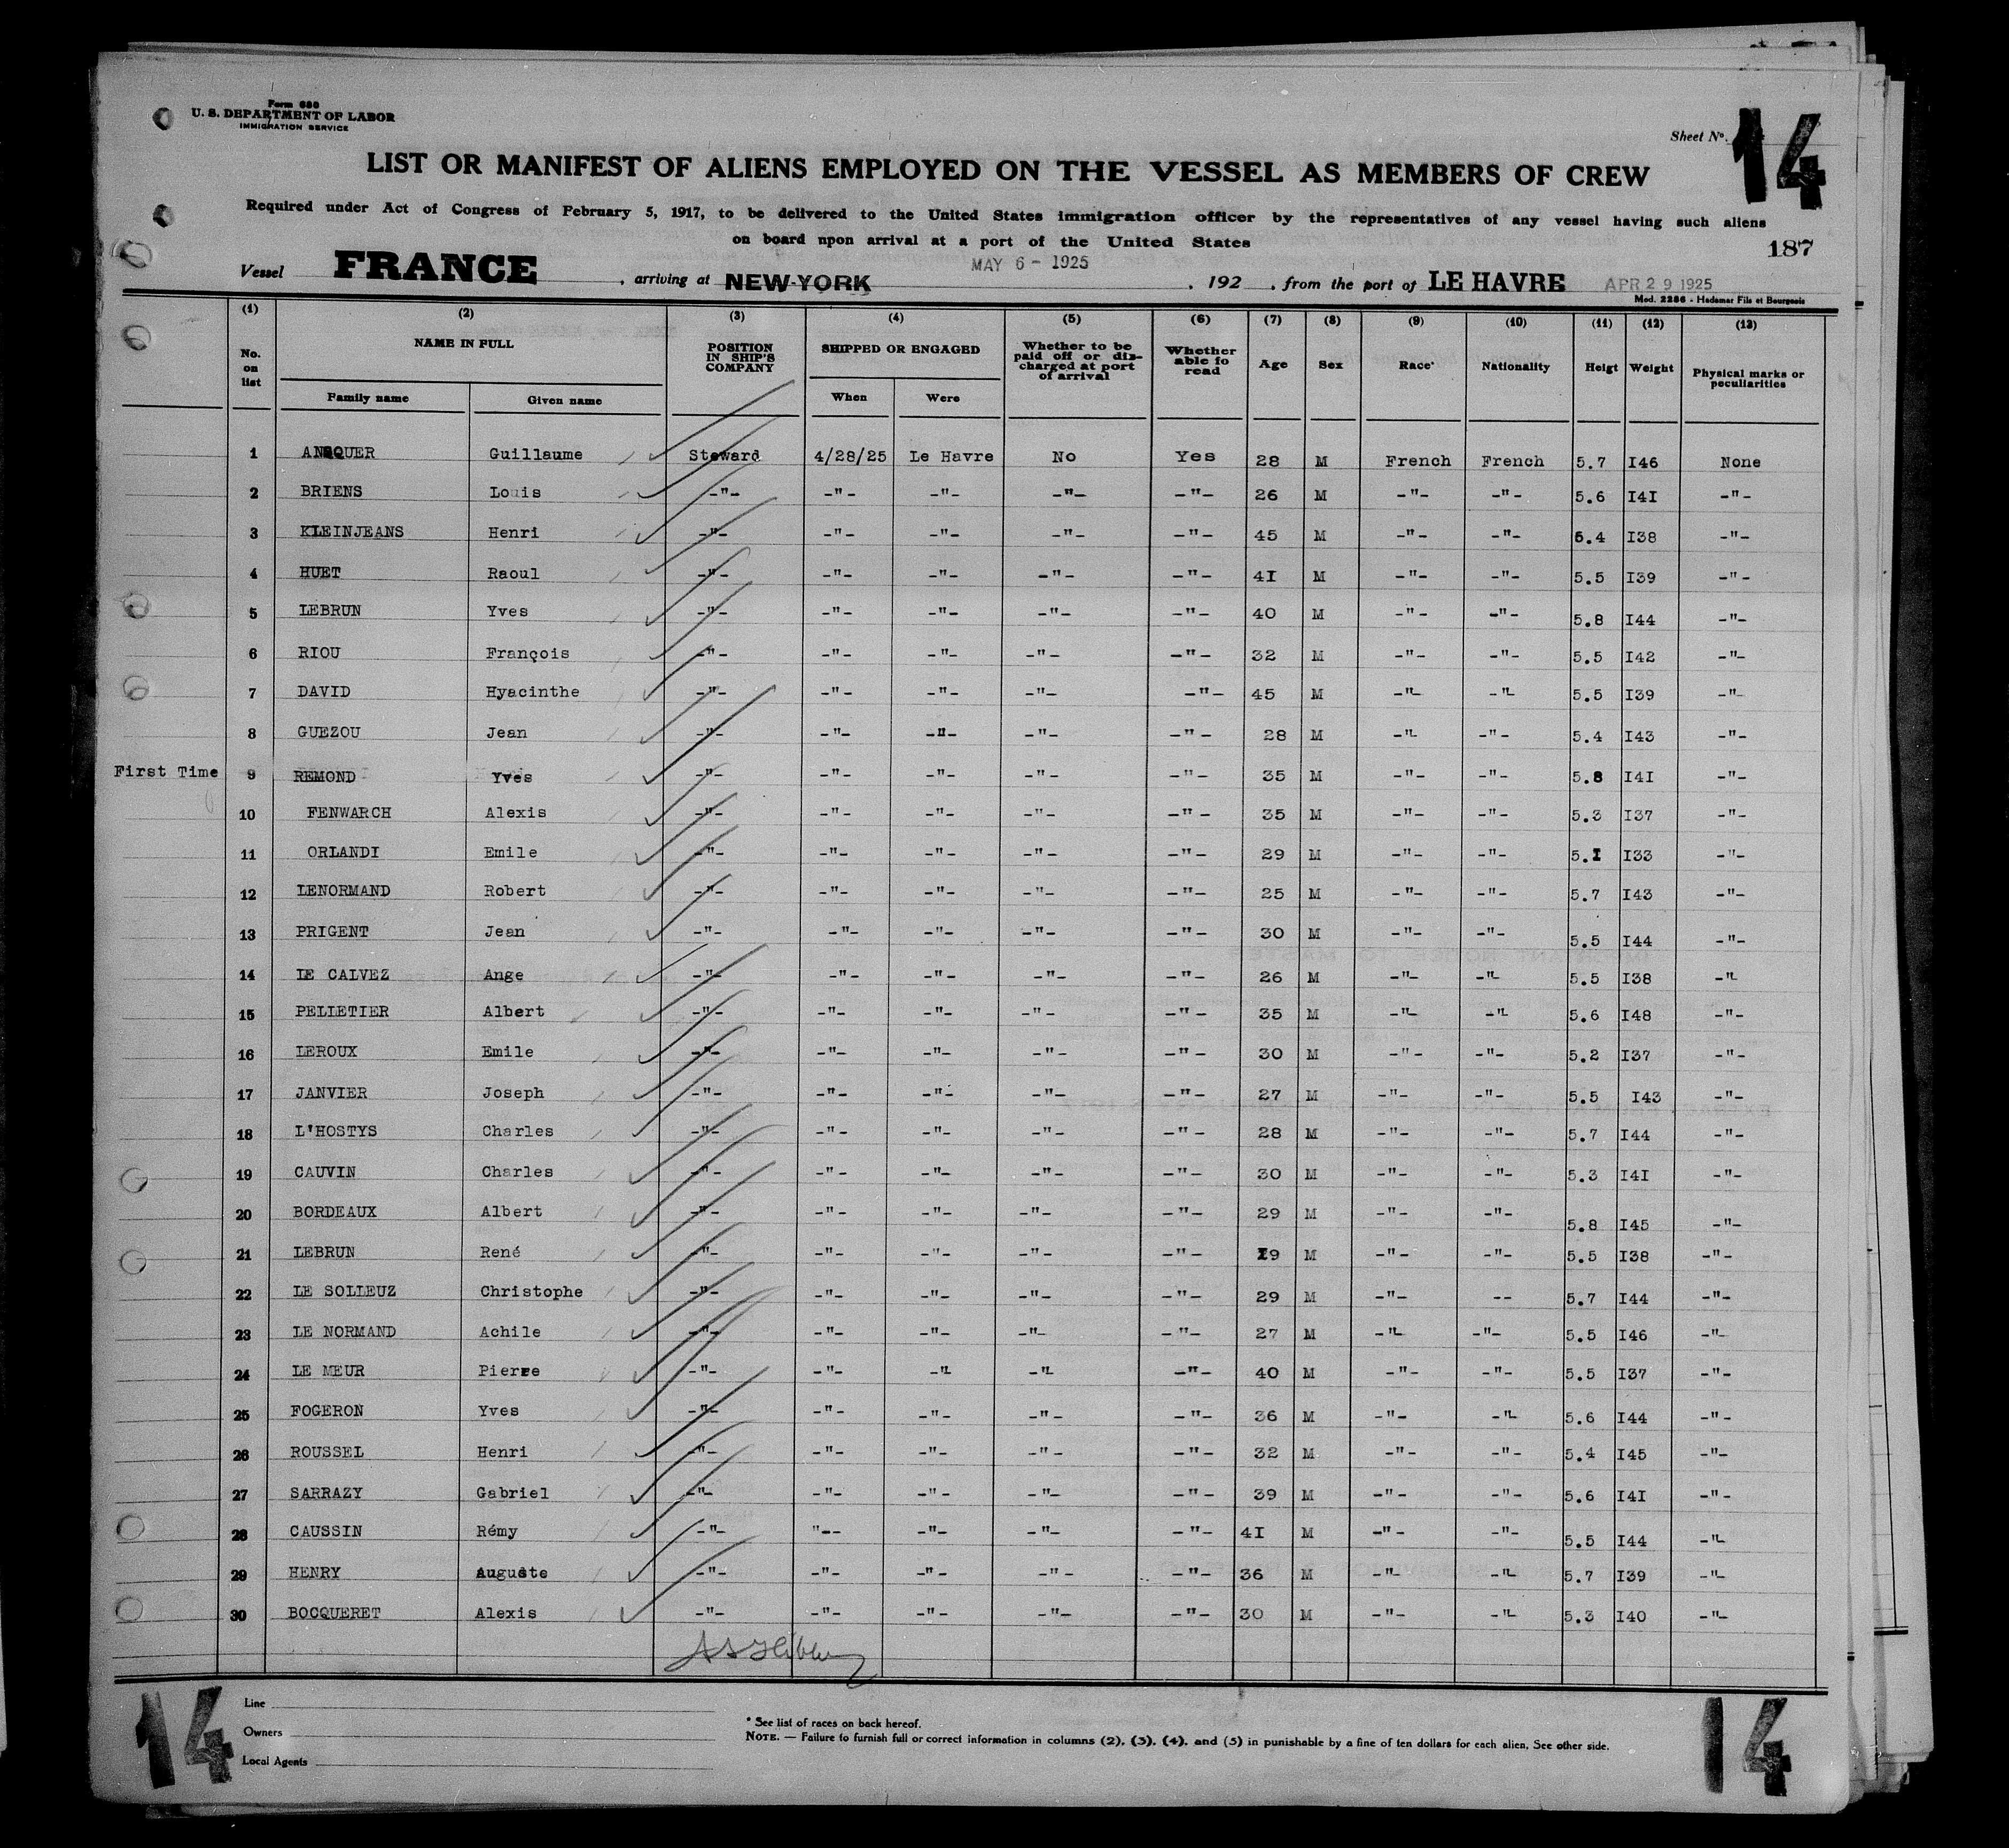 Form 680
U. S. DEPARTMENT OF LABOR
IMMIGRATION SERVICE
Sheet No. 14
LIST OR MANIFEST OF ALIENS EMPLOYED ON THE VESSEL AS MEMBERS OF CREW
Required under Act of Congress of February 5, 1917, to be delivered to the United States immigration officer by the representatives of any vessel having such aliens
on board upon arrival at a port of the United States
187
Vessel FRANCE , arriving at NEW-YORK MAY 6 - 1925 , 192 , from the port of LE HAVRE APR 29 1925
Mod. 2286 - Hademar Fils et Bourgeois
(1) (2) (3) (4) (5) (6) (7) (8) (9) (10) (11) (12) (13)
No. on list NAME IN FULL POSITION IN SHIP'S COMPANY SHIPPED OR ENGAGED Whether to be paid off or discharged at port of arrival Whether able to read Age Sex Race* Nationality Heigt Weight Physical marks or peculiarities
Family name Given name When Were
1 ANSQUER Guillaume Steward 4/28/25 Le Havre No Yes 28 M French French 5.7 I46 None
2 BRIENS Louis -"- -"- -"- -"- -"- 26 M -"- -"- 5.6 I4I -"-
3 KLEINJEANS Henri -"- -"- -"- -"- -"- 45 M -"- -"- 5.4 I38 -"-
4 HUET Raoul -"- -"- -"- -"- -"- 4I M -"- -"- 5.5 I39 -"-
5 LEBRUN Yves -"- -"- -"- -"- -"- 40 M -"- -"- 5.8 I44 -"-
6 RIOU François -"- -"- -"- -"- -"- 32 M -"- -"- 5.5 I42 -"-
7 DAVID Hyacinthe -"- -"- -"- -"- -"- 45 M -"- -"- 5.5 I39 -"-
8 GUEZOU Jean -"- -"- -"- -"- -"- 28 M -"- -"- 5.4 I43 -"-
First Time 9 REMOND Yves -"- -"- -"- -"- -"- 35 M -"- -"- 5.8 I4I -"-
10 FENWARCH Alexis -"- -"- -"- -"- -"- 35 M -"- -"- 5.3 I37 -"-
11 ORLANDI Emile -"- -"- -"- -"- -"- 29 M -"- -"- 5.I I33 -"-
12 LENORMAND Robert -"- -"- -"- -"- -"- 25 M -"- -"- 5.7 I43 -"-
13 PRIGENT Jean -"- -"- -"- -"- -"- 30 M -"- -"- 5.5 I44 -"-
14 LE CALVEZ Ange -"- -"- -"- -"- -"- 26 M -"- -"- 5.5 I38 -"-
15 PELLETIER Albert -"- -"- -"- -"- -"- 35 M -"- -"- 5.6 I48 -"-
16 LEROUX Emile -"- -"- -"- -"- -"- 30 M -"- -"- 5.2 I37 -"-
17 JANVIER Joseph -"- -"- -"- -"- -"- 27 M -"- -"- 5.5 I43 -"-
18 L'HOSTYS Charles -"- -"- -"- -"- -"- 28 M -"- -"- 5.7 I44 -"-
19 CAUVIN Charles -"- -"- -"- -"- -"- 30 M -"- -"- 5.3 I4I -"-
20 BORDEAUX Albert -"- -"- -"- -"- -"- 29 M -"- -"- 5.8 I45 -"-
21 LEBRUN René -"- -"- -"- -"- -"- I9 M -"- -"- 5.5 I38 -"-
22 LE SOLLEUZ Christophe -"- -"- -"- -"- -"- 29 M -"- -- 5.7 I44 -"-
23 LE NORMAND Achile -"- -"- -"- -"- -"- 27 M -"- -"- 5.5 I46 -"-
24 LE MEUR Pierre -"- -"- -"- -"- -"- 40 M -"- -"- 5.5 I37 -"-
25 FOGERON Yves -"- -"- -"- -"- -"- 36 M -"- -"- 5.6 I44 -"-
26 ROUSSEL Henri -"- -"- -"- -"- -"- 32 M -"- -"- 5.4 I45 -"-
27 SARRAZY Gabriel -"- -"- -"- -"- -"- 39 M -"- -"- 5.6 I4I -"-
28 CAUSSIN Rémy -"- "-- -"- -"- -"- 4I M -"- -"- 5.5 I44 -"-
29 HENRY Auguste -"- -"- -"- -"- -"- 36 M -"- -"- 5.7 I39 -"-
30 BOCQUERET Alexis -"- -"- -"- -"- -"- 30 M -"- -"- 5.3 I40 -"-
14
Line
Owners
Local Agents
* See list of races on back hereof.
NOTE. — Failure to furnish full or correct information in columns (2), (3), (4), and (5) in punishable by a fine of ten dollars for each alien. See other side.
14